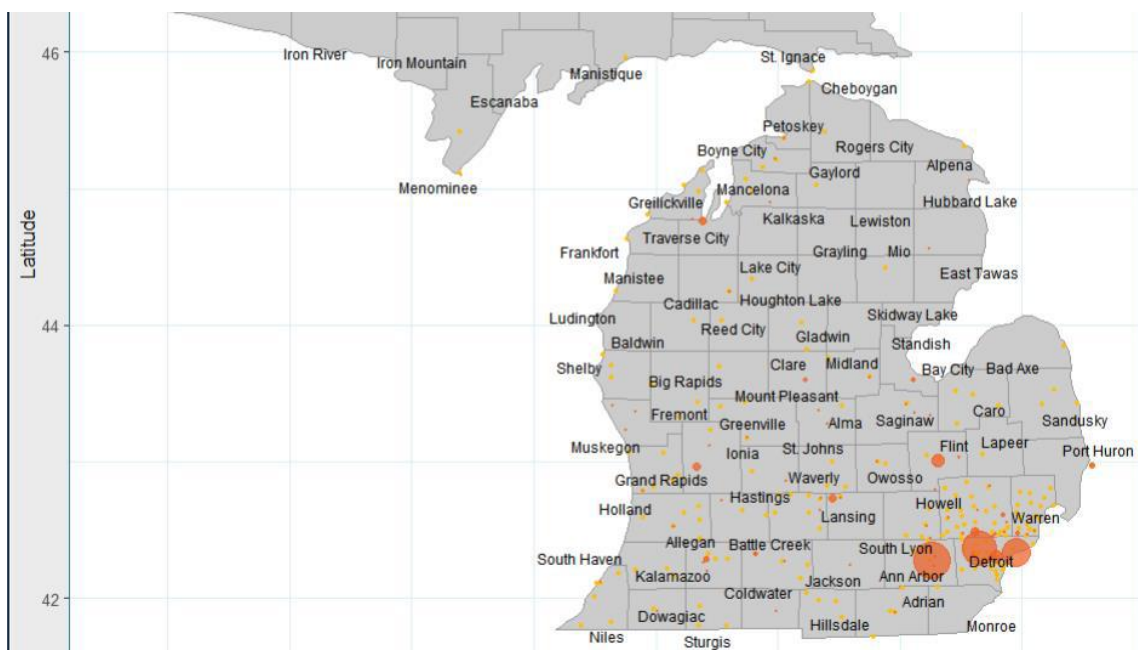 46
Iron River
Iron Mountain
Manistique
St. Ignace
Escanaba
Cheboygan
Petoskey
Rogers City
Boyne City
Alpena
Gaylord
Menominee
Mancelona
Greilickville
Hubbard Lake
Kalkaska
Lewiston
Traverse City
Frankfort
Grayling
Mio
Lake City
East Tawas
Manistee
Cadillac
Houghton Lake
Skidway Lake
Ludington
44
Reed City
Baldwin
Gladwin
Standish
Shelby
Clare
Midland
Bay City
Bad Axe
Big Rapids
Mount Pleasant
Fremont
Greenville
Alma
Saginaw
Caro
Sandusky
Muskegon
Ionia
St. Johns
Flint
Lapeer
Port Huron
Grand Rapids
Waverly
Owosso
Hastings
Howell
Holland
Lansing
Warren
Allegan
Battle Creek
South Lyon
South Haven
Detroit
Kalamazoo
Jackson
Ann Arbor
42
Coldwater
Adrian
Dowagiac
Hillsdale
Monroe
Niles
Sturgis
Latitude